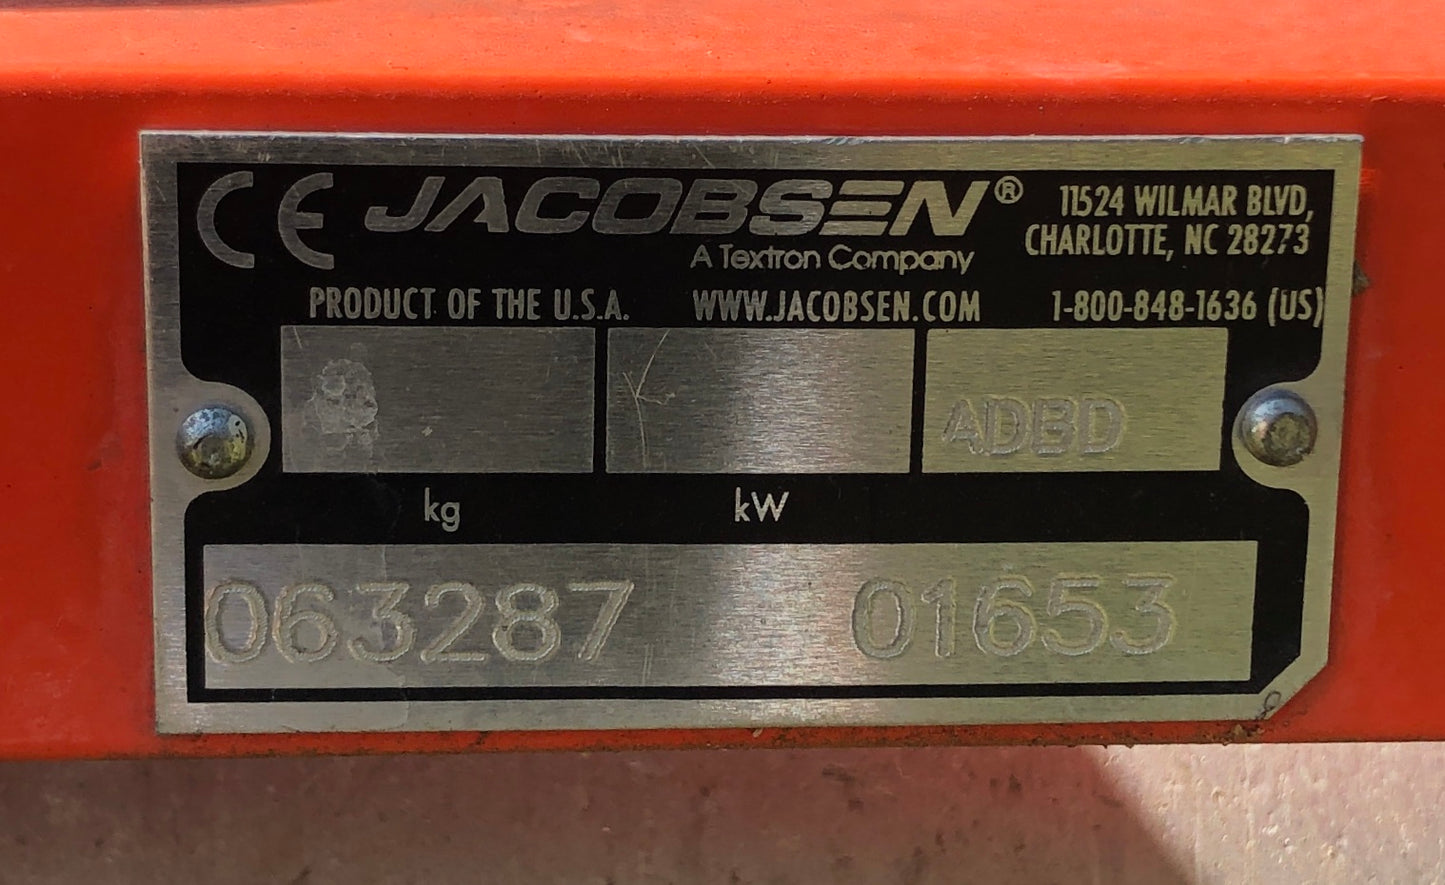 CE JACOBSEN® 11524 WILMAR BLVD,
A Textron Company CHARLOTTE, NC 28273
PRODUCT OF THE U.S.A. WWW.JACOBSEN.COM 1-800-848-1636 (US)
ADBD
kg kW
063287 01653